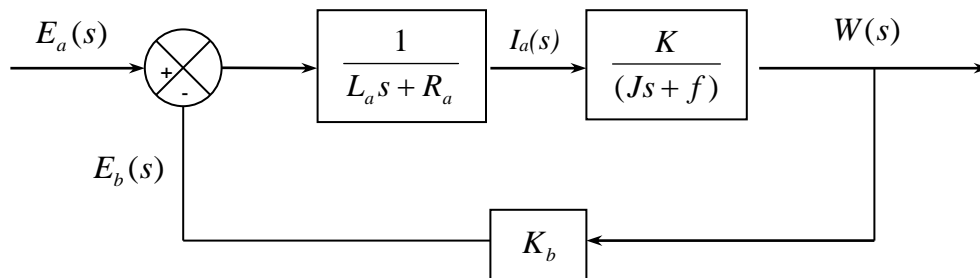 E_a(s)
+
-
1
L_a s + R_a
I_a(s)
K
(Js + f)
W(s)
E_b(s)
K_b